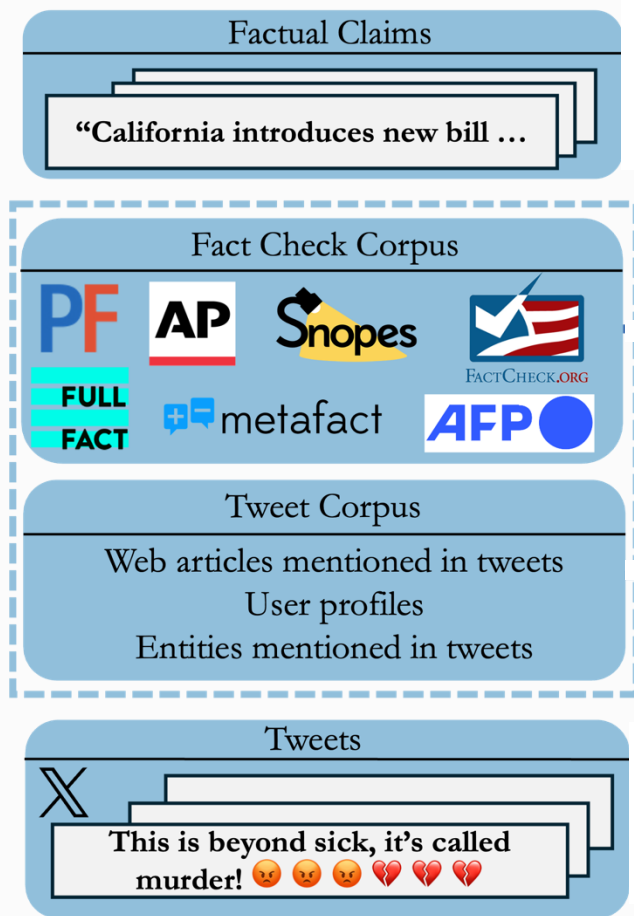 Factual Claims
“California introduces new bill ...
Fact Check Corpus
PF
AP
Snopes
FACTCHECK.ORG
FULL
FACT
metafact
AFP
Tweet Corpus
Web articles mentioned in tweets
User profiles
Entities mentioned in tweets
Tweets
This is beyond sick, it’s called
murder! 😡 😡 😡 💔 💔 💔